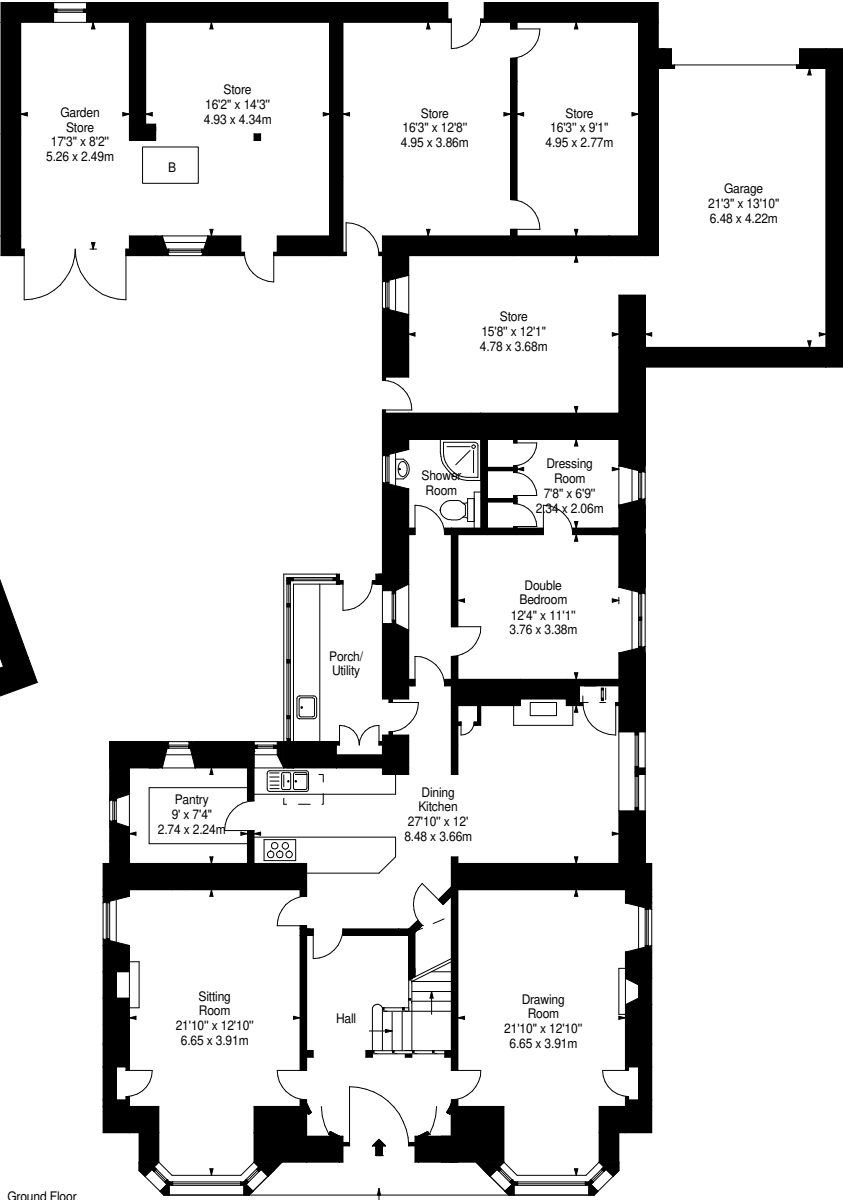 Garden
Store
17'3" x 8'2"
5.26 x 2.49m
Store
16'2" x 14'3"
4.93 x 4.34m
B
Store
16'3" x 12'8"
4.95 x 3.86m
Store
16'3" x 9'1"
4.95 x 2.77m
Garage
21'3" x 13'10"
6.48 x 4.22m
Store
15'8" x 12'1"
4.78 x 3.68m
Shower
Room
Dressing
Room
7'8" x 6'9"
2.34 x 2.06m
Double
Bedroom
12'4" x 11'1"
3.76 x 3.38m
Porch/
Utility
Pantry
9' x 7'4"
2.74 x 2.24m
Dining
Kitchen
27'10" x 12'
8.48 x 3.66m
Sitting
Room
21'10" x 12'10"
6.65 x 3.91m
Hall
Drawing
Room
21'10" x 12'10"
6.65 x 3.91m
Ground Floor